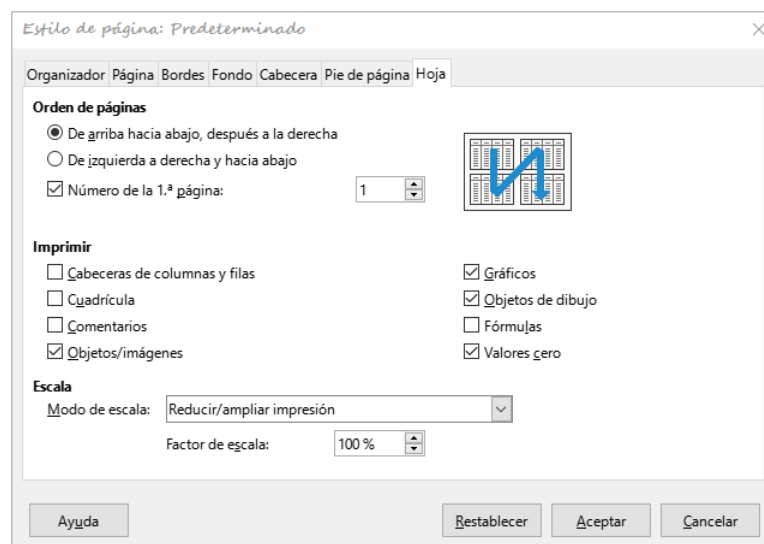 Estilo de página: Predeterminado
Organizador Página Bordes Fondo Cabecera Pie de página Hoja
Orden de páginas
De arriba hacia abajo, después a la derecha
De izquierda a derecha y hacia abajo
Número de la 1.ª página: 1
Imprimir
Cabeceras de columnas y filas Gráficos
Cuadrícula Objetos de dibujo
Comentarios Fórmulas
Objetos/imágenes Valores cero
Escala
Modo de escala: Reducir/ampliar impresión
Factor de escala: 100 %
Ayuda Restablecer Aceptar Cancelar